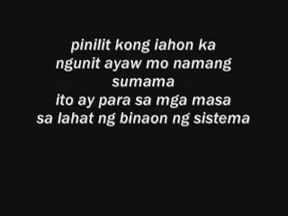 pinilit kong iahon ka
ngunit ayaw mo namang
sumama
ito ay para sa mga masa
sa lahat ng binaon ng sistema